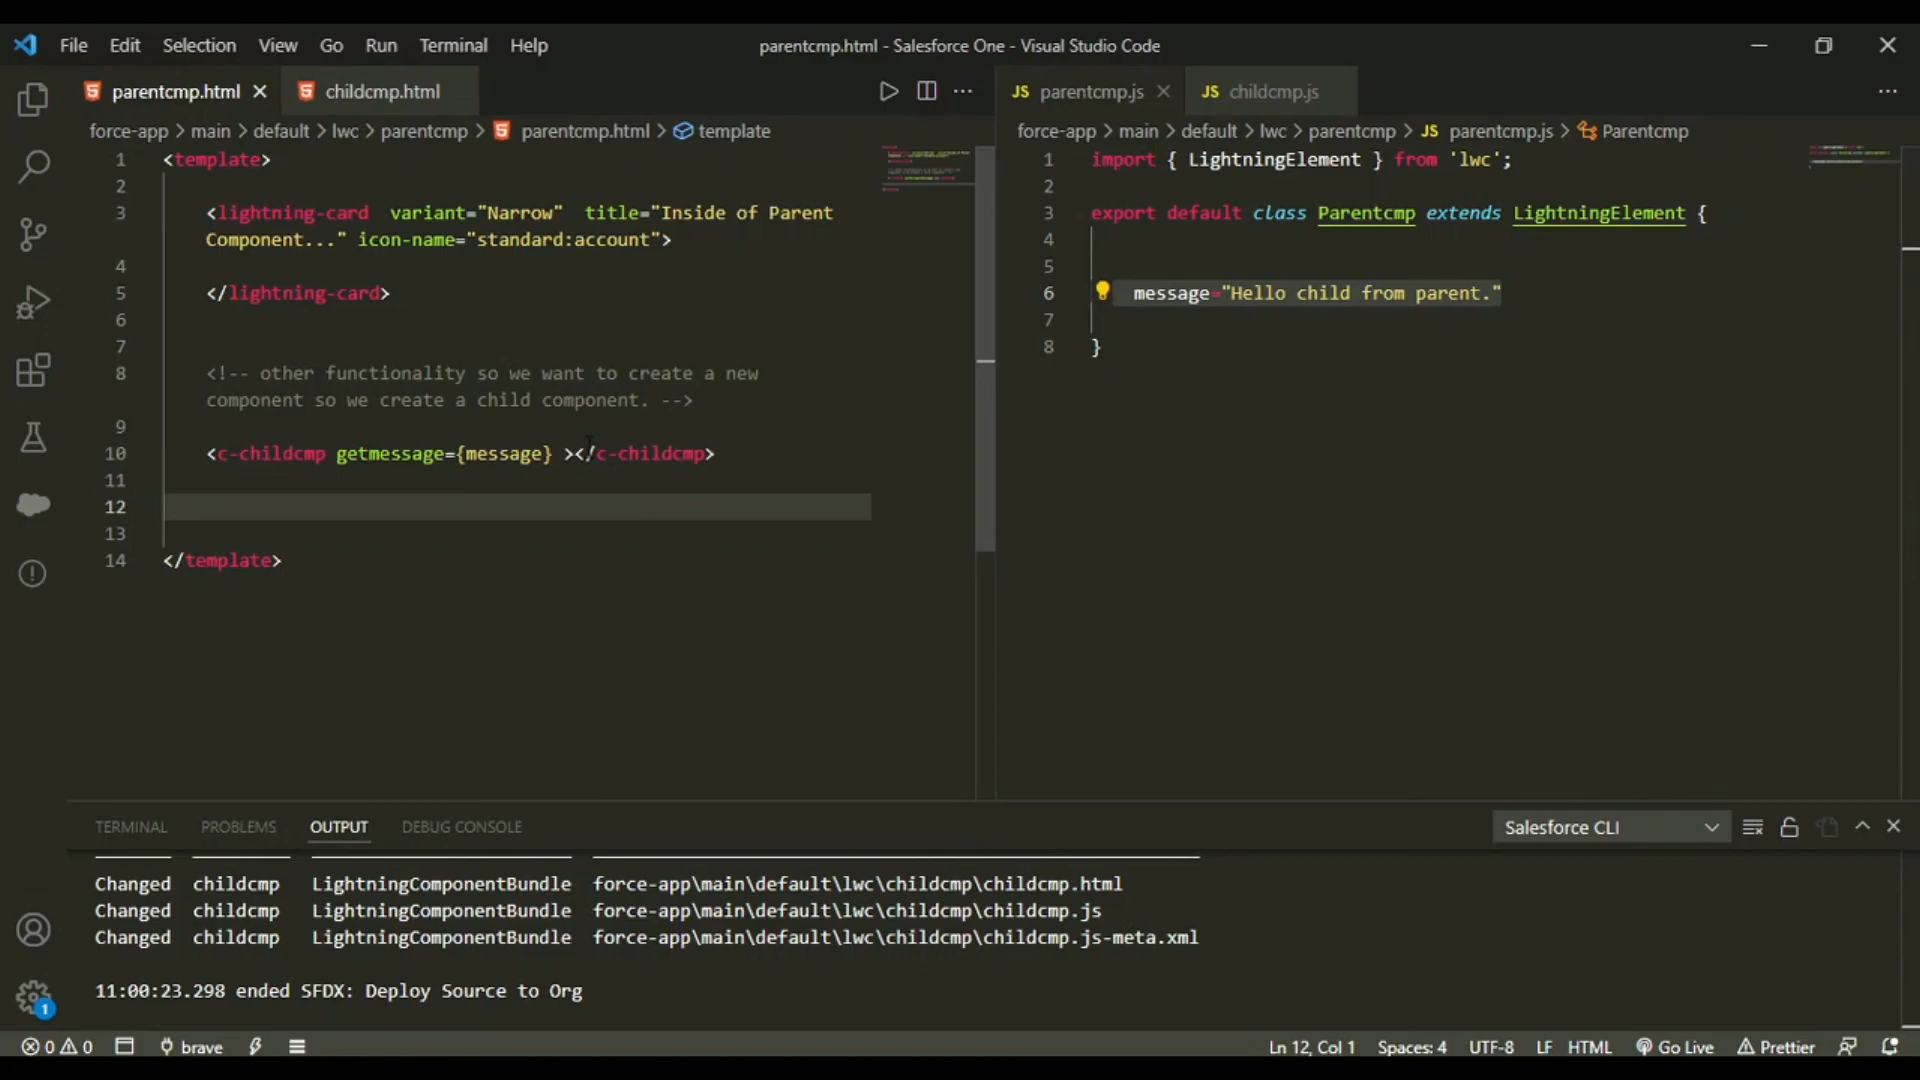 File Edit Selection View Go Run Terminal Help
parentcmp.html - Salesforce One - Visual Studio Code
parentcmp.html childcmp.html
force-app > main > default > lwc > parentcmp > parentcmp.html > template
1 <template>
2
3 <lightning-card variant="Narrow" title="Inside of Parent
Component..." icon-name="standard:account">
4
5 </lightning-card>
6
7
8 <!-- other functionality so we want to create a new
component so we create a child component. -->
9
10 <c-childcmp getmessage={message} ></c-childcmp>
11
12
13
14 </template>
JS parentcmp.js JS childcmp.js
force-app > main > default > lwc > parentcmp > JS parentcmp.js > Parentcmp
1 import { LightningElement } from 'lwc';
2
3 export default class Parentcmp extends LightningElement {
4
5
6 message="Hello child from parent."
7
8 }
TERMINAL PROBLEMS OUTPUT DEBUG CONSOLE
Salesforce CLI
Changed childcmp LightningComponentBundle force-app\main\default\lwc\childcmp\childcmp.html
Changed childcmp LightningComponentBundle force-app\main\default\lwc\childcmp\childcmp.js
Changed childcmp LightningComponentBundle force-app\main\default\lwc\childcmp\childcmp.js-meta.xml
11:00:23.298 ended SFDX: Deploy Source to Org
1
0 0 brave
Ln 12, Col 1 Spaces: 4 UTF-8 LF HTML Go Live Prettier